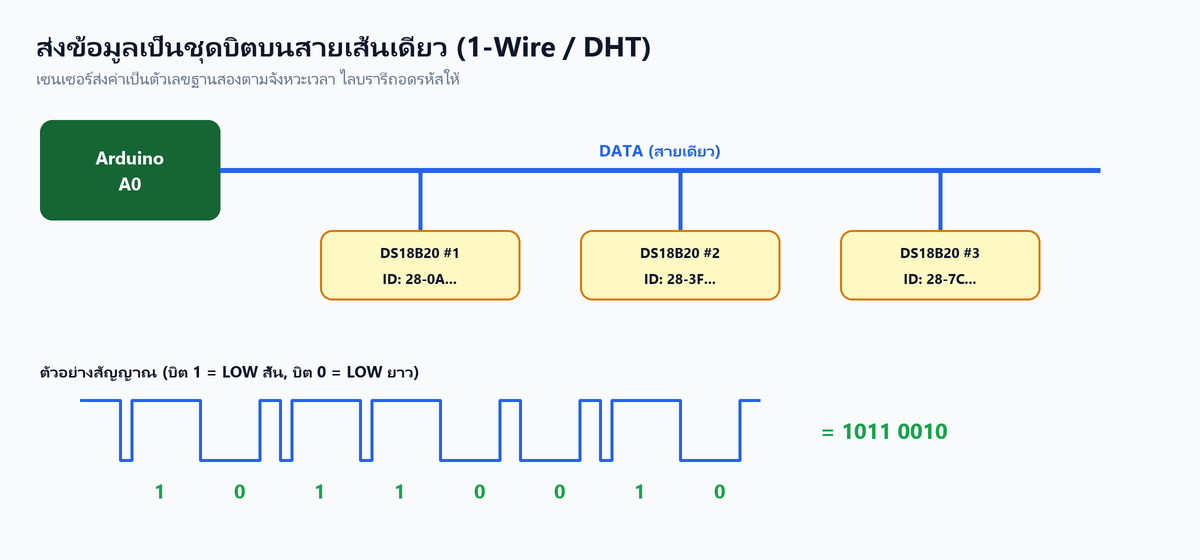 ส่งข้อมูลเป็นชุดบิตบนสายเส้นเดียว (1-Wire / DHT)
เซนเซอร์ส่งค่าเป็นตัวเลขฐานสองตามจังหวะเวลา ไลบรารีถอดรหัสให้
Arduino
A0
DATA (สายเดียว)
DS18B20 #1
ID: 28-0A...
DS18B20 #2
ID: 28-3F...
DS18B20 #3
ID: 28-7C...
ตัวอย่างสัญญาณ (บิต 1 = LOW สั้น, บิต 0 = LOW ยาว)
= 1011 0010
1 0 1 1 0 0 1 0